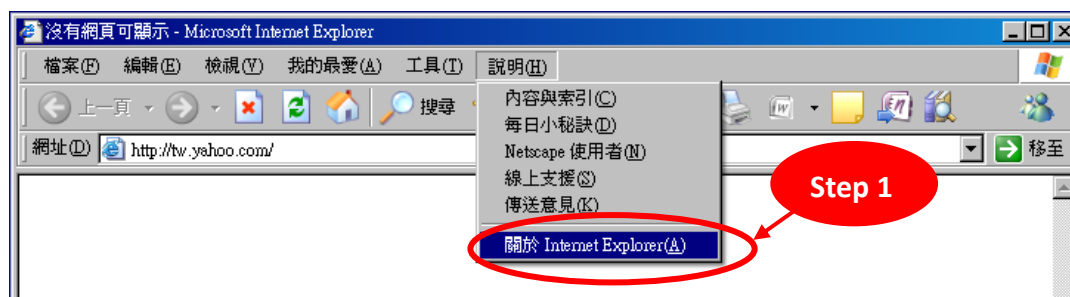 沒有網頁可顯示 - Microsoft Internet Explorer
檔案(F) 編輯(E) 檢視(V) 我的最愛(A) 工具(T) 說明(H)
上一頁 搜尋
內容與索引(C)
每日小秘訣(D)
網址(D) http://tw.yahoo.com/ 移至
Netscape 使用者(N)
線上支援(S)
傳送意見(K)
關於 Internet Explorer(A)
Step 1